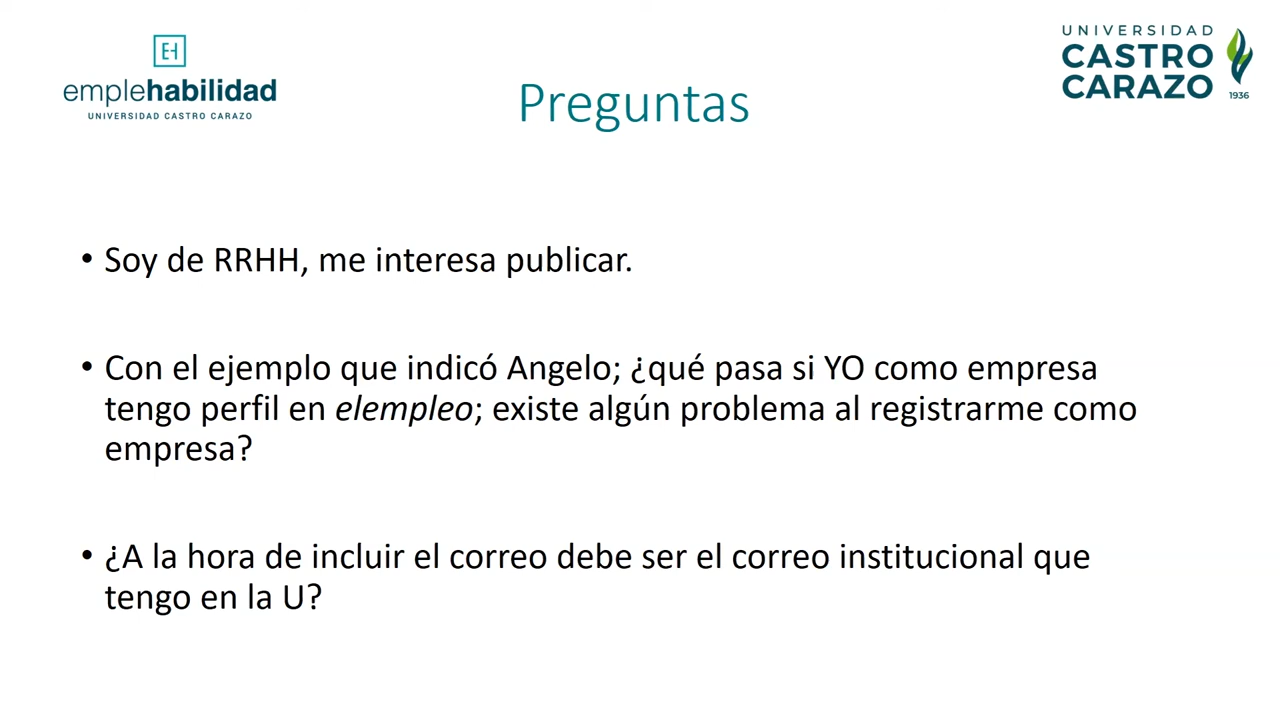 EH
emplehabilidad
UNIVERSIDAD CASTRO CARAZO
UNIVERSIDAD
CASTRO
CARAZO
1936
Preguntas
• Soy de RRHH, me interesa publicar.
• Con el ejemplo que indicó Angelo; ¿qué pasa si YO como empresa
tengo perfil en elempleo; existe algún problema al registrarme como
empresa?
• ¿A la hora de incluir el correo debe ser el correo institucional que
tengo en la U?